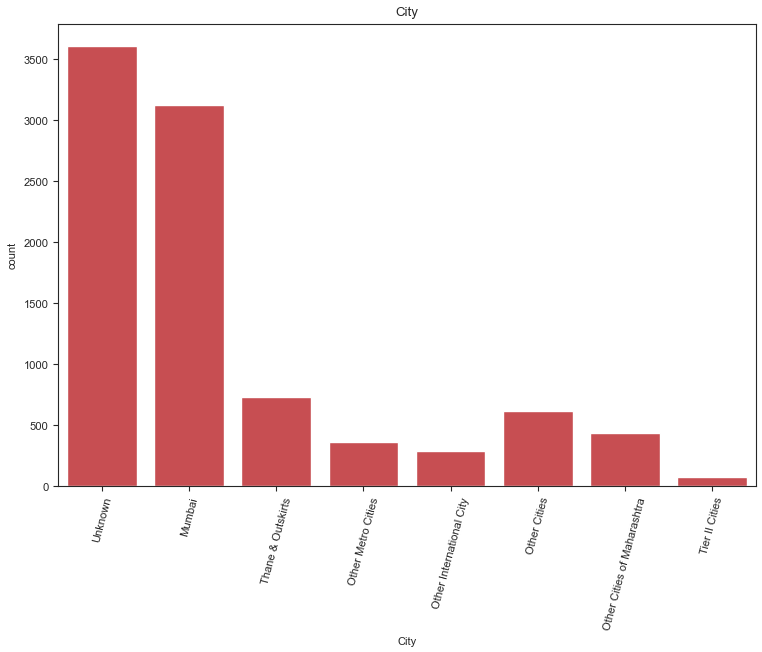 City
3500
3000
2500
2000
1500
1000
500
0
count
Unknown
Mumbai
Thane & Outskirts
Other Metro Cities
Other International City
Other Cities
Other Cities of Maharashtra
Tier II Cities
City